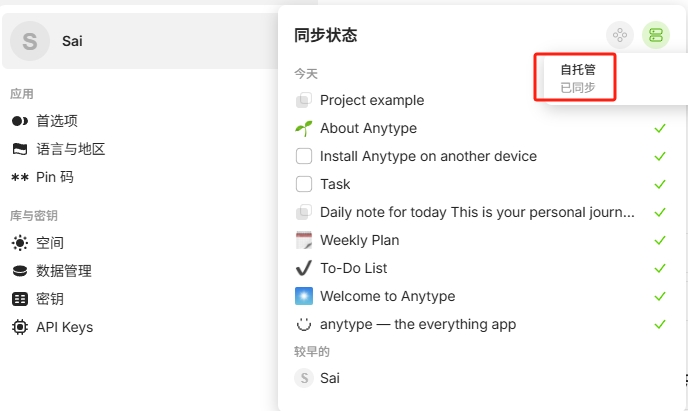 S
Sai
应用
首选项
语言与地区
Pin 码
库与密钥
空间
数据管理
密钥
API Keys
同步状态
自托管
已同步
今天
Project example
About Anytype
Install Anytype on another device
Task
Daily note for today This is your personal journ...
Weekly Plan
To-Do List
Welcome to Anytype
anytype — the everything app
较早的
S
Sai